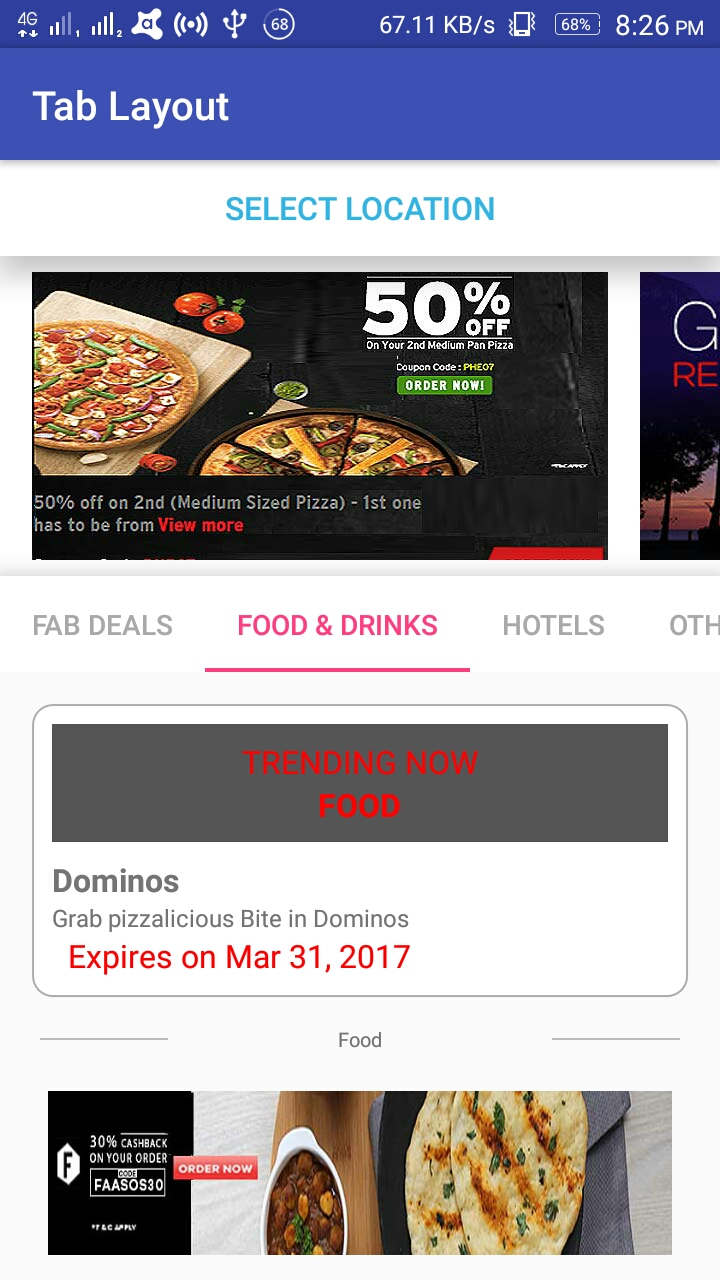 4G 1 2 a 68 67.11 KB/s 68% 8:26 PM
Tab Layout
SELECT LOCATION
50% OFF
On Your 2nd Medium Pan Pizza
Coupon Code : PHE07
ORDER NOW!
*T&C APPLY
50% off on 2nd (Medium Sized Pizza) - 1st one
has to be from View more
G
RE
FAB DEALS FOOD & DRINKS HOTELS OTH
TRENDING NOW
FOOD
Dominos
Grab pizzalicious Bite in Dominos
Expires on Mar 31, 2017
Food
F
30% CASHBACK
ON YOUR ORDER
CODE
FAASOS30
ORDER NOW
*T & C APPLY